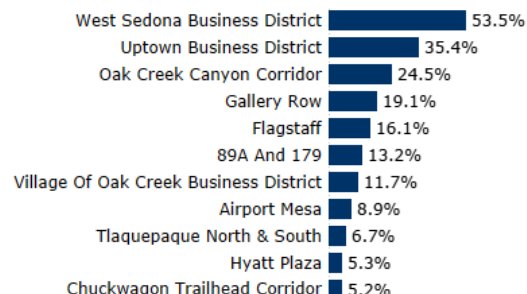 West Sedona Business District 53.5%
Uptown Business District 35.4%
Oak Creek Canyon Corridor 24.5%
Gallery Row 19.1%
Flagstaff 16.1%
89A And 179 13.2%
Village Of Oak Creek Business District 11.7%
Airport Mesa 8.9%
Tlaquepaque North & South 6.7%
Hyatt Plaza 5.3%
Chuckwagon Trailhead Corridor 5.2%